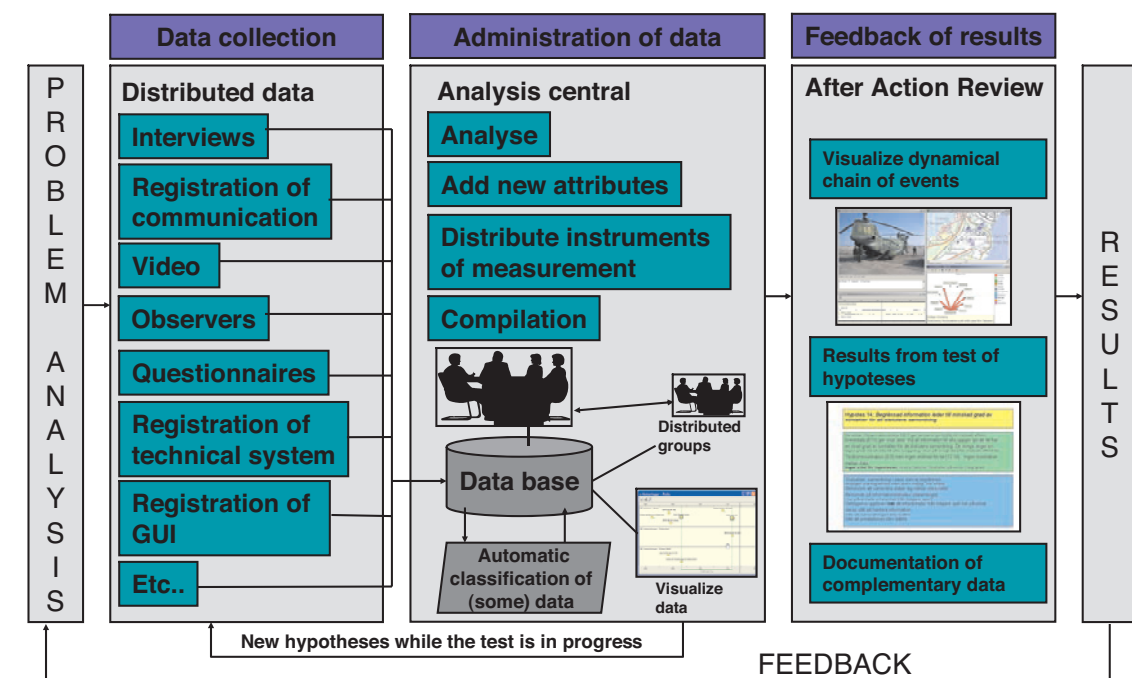 Data collection
Administration of data
Feedback of results
PROBLEM ANALYSIS
Distributed data
Interviews
Registration of
communication
Video
Observers
Questionnaires
Registration of
technical system
Registration of
GUI
Etc..
Analysis central
Analyse
Add new attributes
Distribute instruments
of measurement
Compilation
Distributed
groups
Data base
Automatic
classification of
(some) data
Visualize
data
After Action Review
Visualize dynamical
chain of events
Results from test of
hypoteses
Documentation of
complementary data
RESULTS
New hypotheses while the test is in progress
FEEDBACK